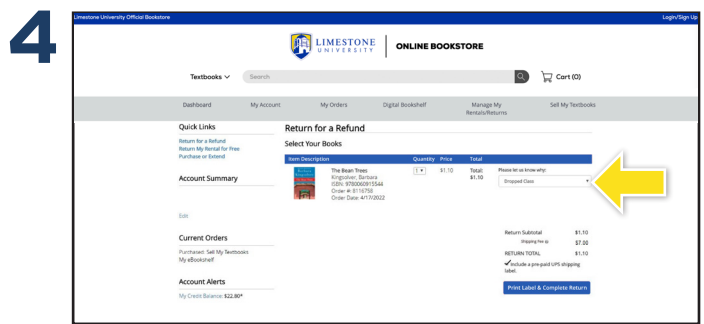 4
Limestone University Official Bookstore
Login/Sign Up
LIMESTONE
UNIVERSITY
ONLINE BOOKSTORE
Textbooks
Search
Cart (0)
Dashboard
My Account
My Orders
Digital Bookshelf
Manage My
Rentals/Returns
Sell My Textbooks
Quick Links
Return for a Refund
Return My Rental for Free
Purchase or Extend
Account Summary
Edit
Current Orders
Purchased: Sell My Textbooks
My eBookshelf
Account Alerts
My Credit Balance: $22.80*
Return for a Refund
Select Your Books
Item Description Quantity Price Total
The Bean Trees
Kingsolver, Barbara
ISBN: 9780060915544
Order #: 8116758
Order Date: 4/17/2022
1
$1.10
Total:
$1.10
Please let us know why:
Dropped Class
Return Subtotal $1.10
Shipping Fee $7.00
RETURN TOTAL $1.10
Include a pre-paid UPS shipping
label.
Print Label & Complete Return